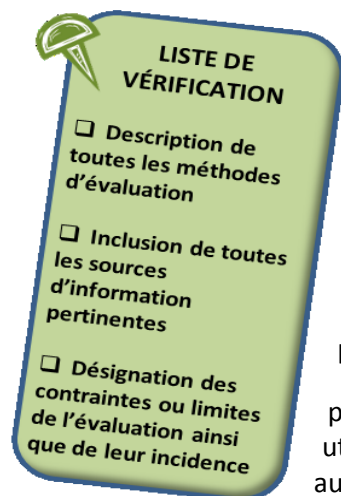 LISTE DE
VÉRIFICATION
❑ Description de
toutes les méthodes
d'évaluation
❑ Inclusion de toutes
les sources
d'information
pertinentes
❑ Désignation des
contraintes ou limites
de l'évaluation ainsi
que de leur incidence
au